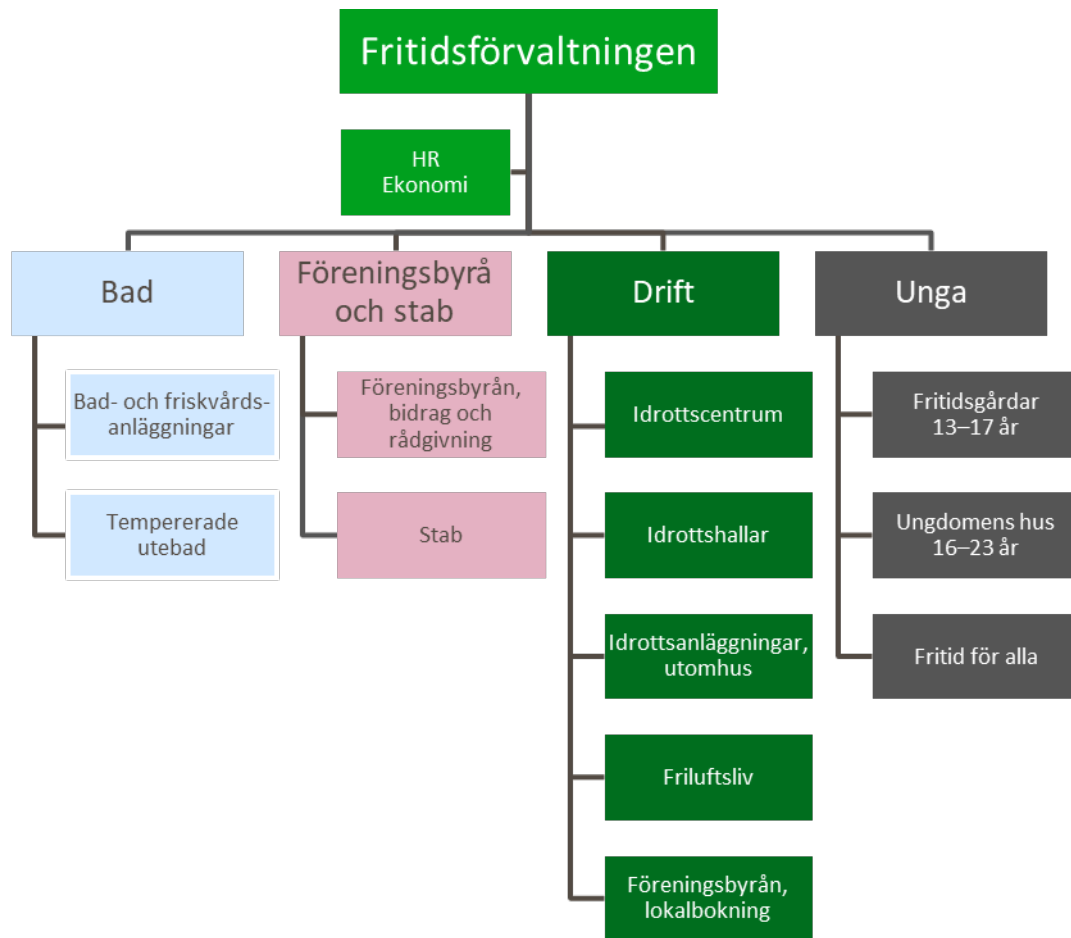 Fritidsförvaltningen
HR
Ekonomi
Bad
Föreningsbyrå
och stab
Drift
Unga
Bad- och friskvårds-
anläggningar
Tempererade
utebad
Föreningsbyrån,
bidrag och
rådgivning
Stab
Idrottscentrum
Idrottshallar
Idrottsanläggningar,
utomhus
Friluftsliv
Föreningsbyrån,
lokalbokning
Fritidsgårdar
13–17 år
Ungdomens hus
16–23 år
Fritid för alla